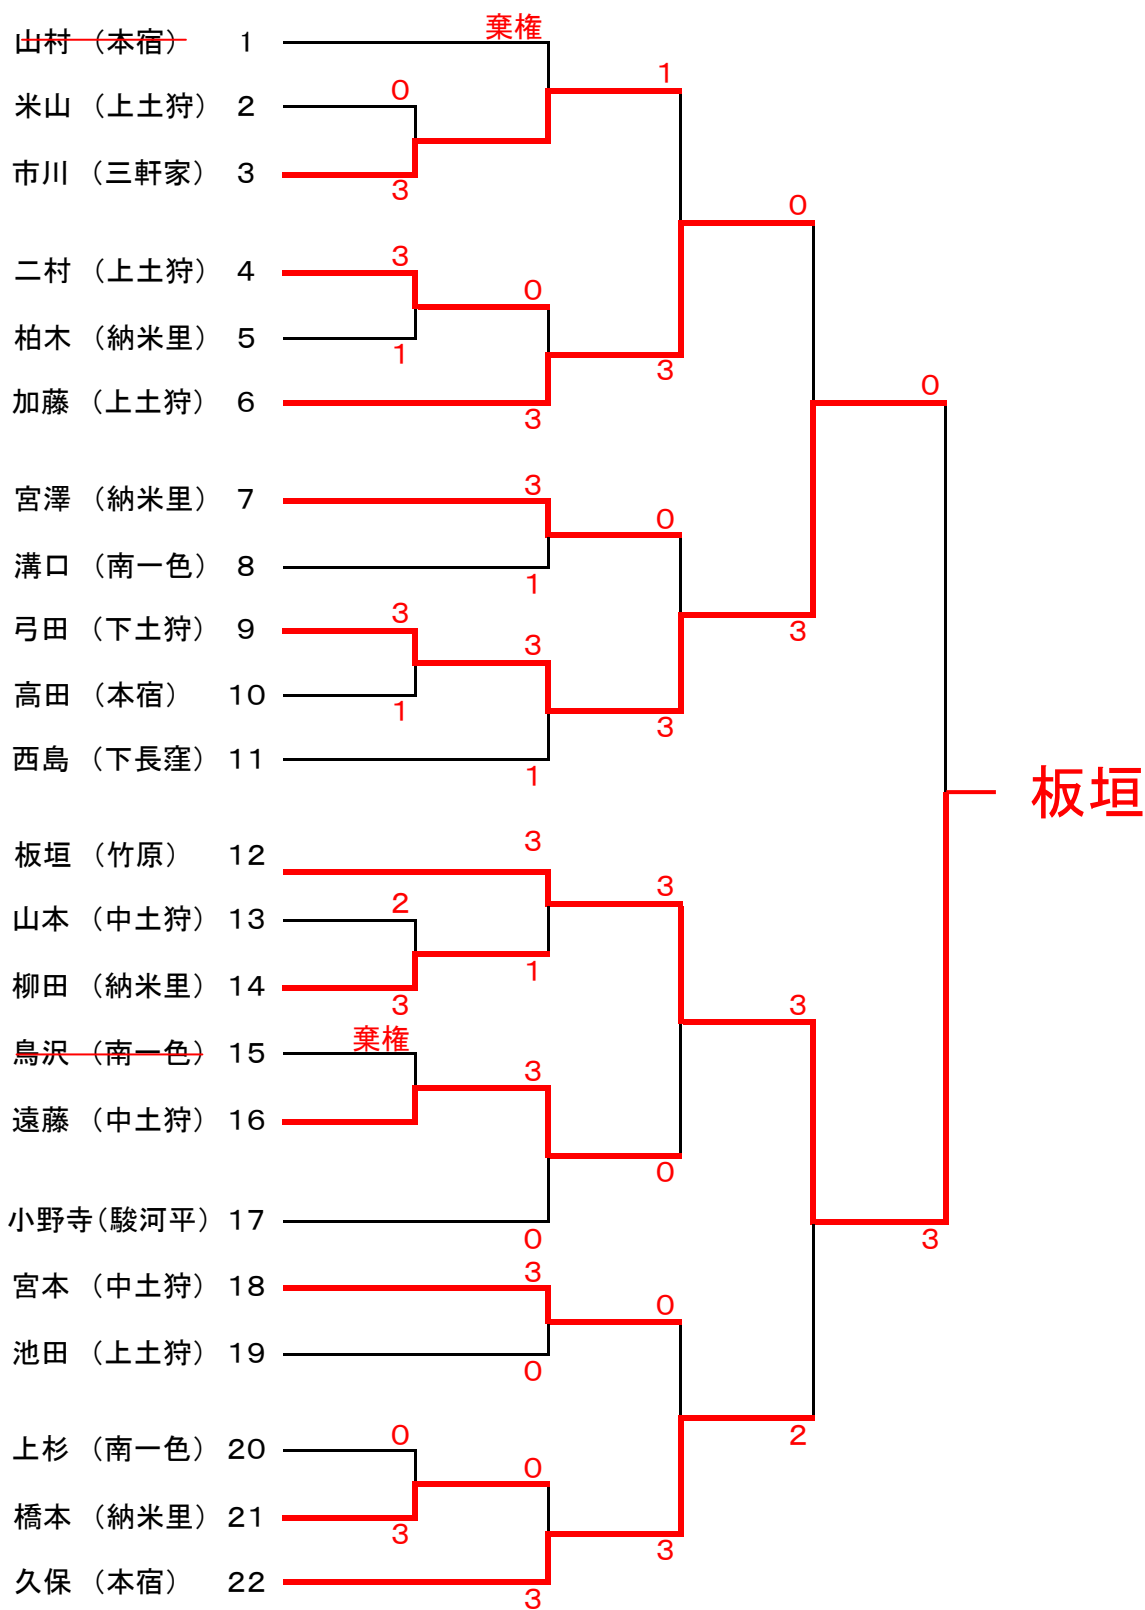 棄権
山村 （本宿） 1
1
米山 （上土狩） 2
0
市川 （三軒家） 3
3
0
二村 （上土狩） 4
3
0
柏木 （納米里） 5
1
3
加藤 （上土狩） 6
3
0
宮澤 （納米里） 7
3
0
溝口 （南一色） 8
1
弓田 （下土狩） 9
3
3
3
高田 （本宿） 10
1
3
西島 （下長窪） 11
1
板垣
板垣 （竹原） 12
3
3
山本 （中土狩） 13
2
1
柳田 （納米里） 14
3
3
鳥沢 （南一色） 15
棄権
3
遠藤 （中土狩） 16
0
小野寺（駿河平） 17
0
3
宮本 （中土狩） 18
3
0
池田 （上土狩） 19
0
上杉 （南一色） 20
0
2
0
橋本 （納米里） 21
3
3
久保 （本宿） 22
3